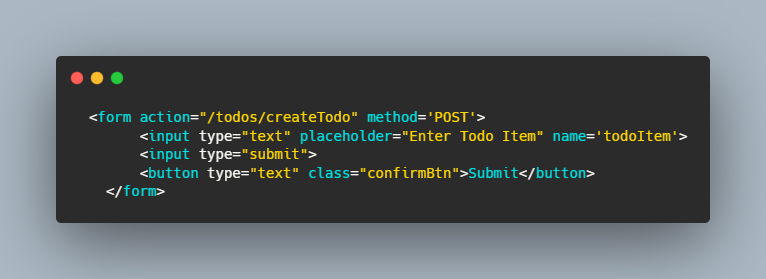 <form action="/todos/createTodo" method='POST'>
<input type="text" placeholder="Enter Todo Item" name='todoItem'>
<input type="submit">
<button type="text" class="confirmBtn">Submit</button>
</form>